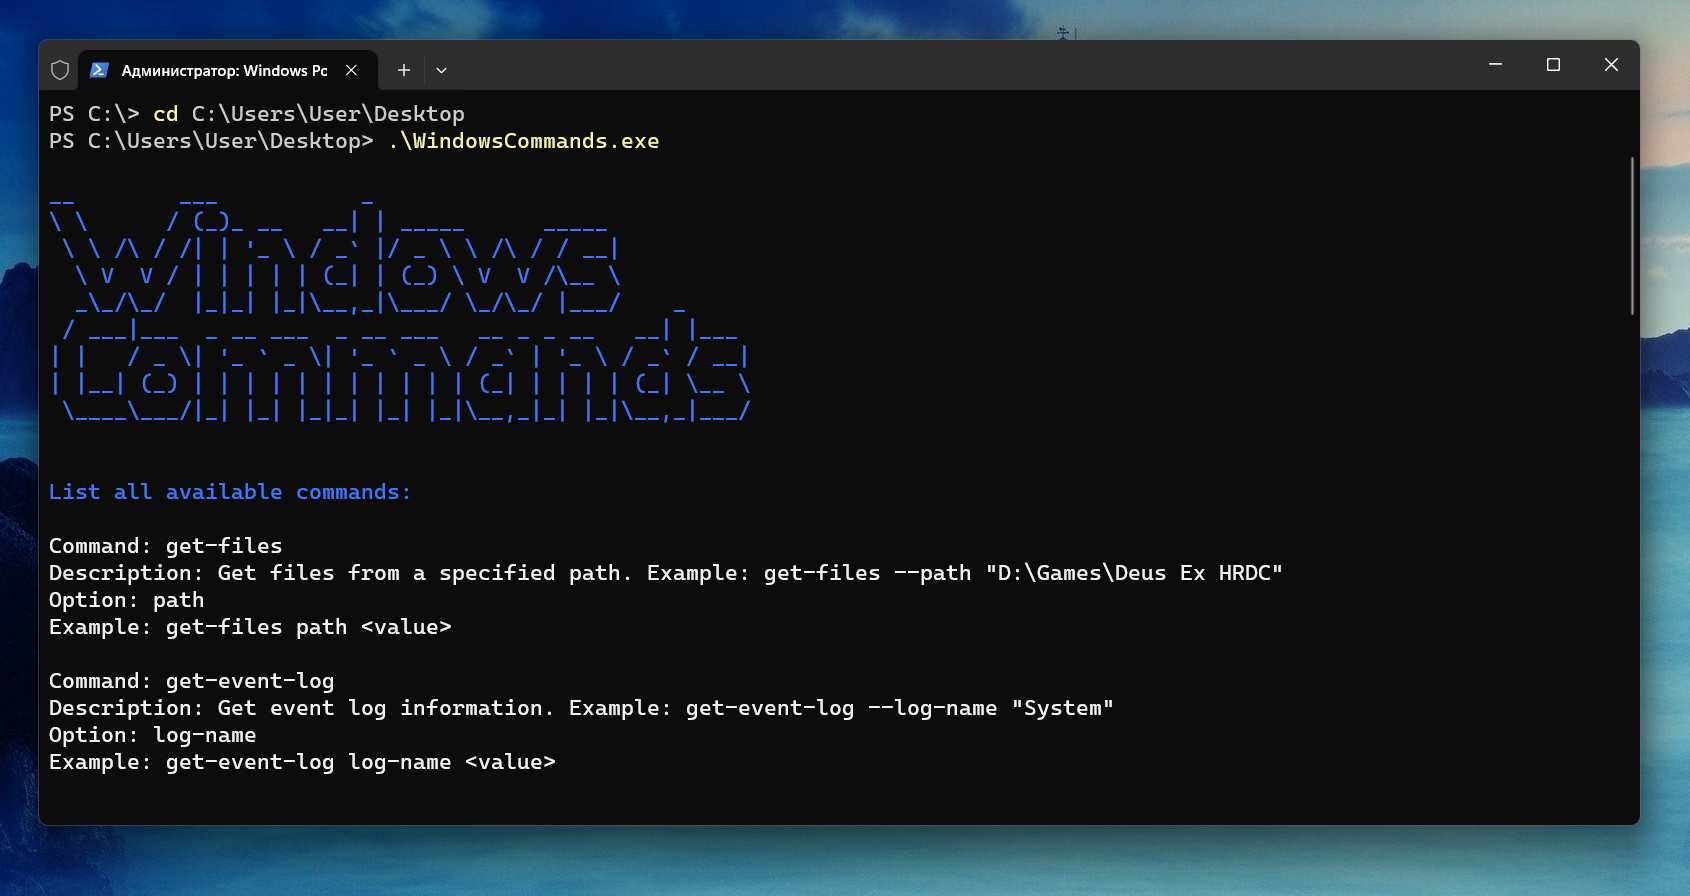 Администратор: Windows Pc
PS C:\> cd C:\Users\User\Desktop
PS C:\Users\User\Desktop> .\WindowsCommands.exe
Windows
Commands
List all available commands:
Command: get-files
Description: Get files from a specified path. Example: get-files --path "D:\Games\Deus Ex HRDC"
Option: path
Example: get-files path <value>
Command: get-event-log
Description: Get event log information. Example: get-event-log --log-name "System"
Option: log-name
Example: get-event-log log-name <value>